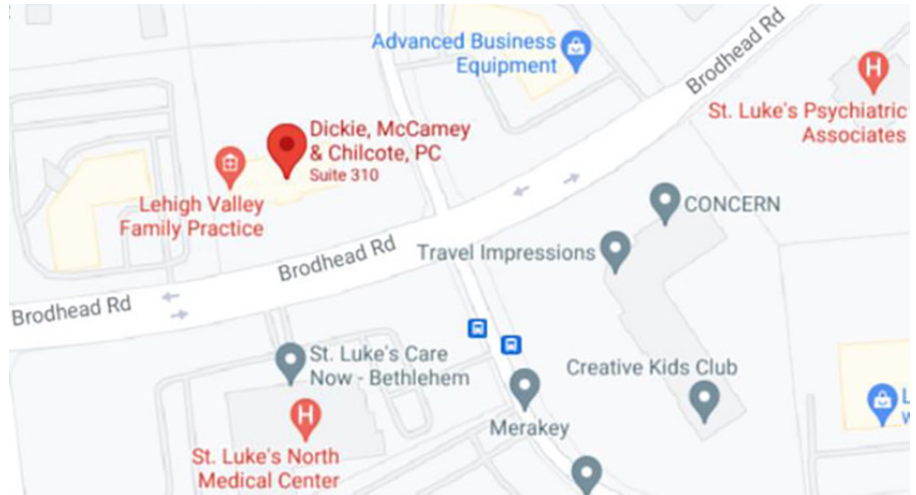 Advanced Business
Equipment
Brodhead Rd
St. Luke's Psychiatric
Associates
Dickie, McCamey
& Chilcote, PC
Suite 310
Lehigh Valley
Family Practice
CONCERN
Travel Impressions
Brodhead Rd
Brodhead Rd
St. Luke's Care
Now - Bethlehem
Creative Kids Club
Merakey
St. Luke's North
Medical Center